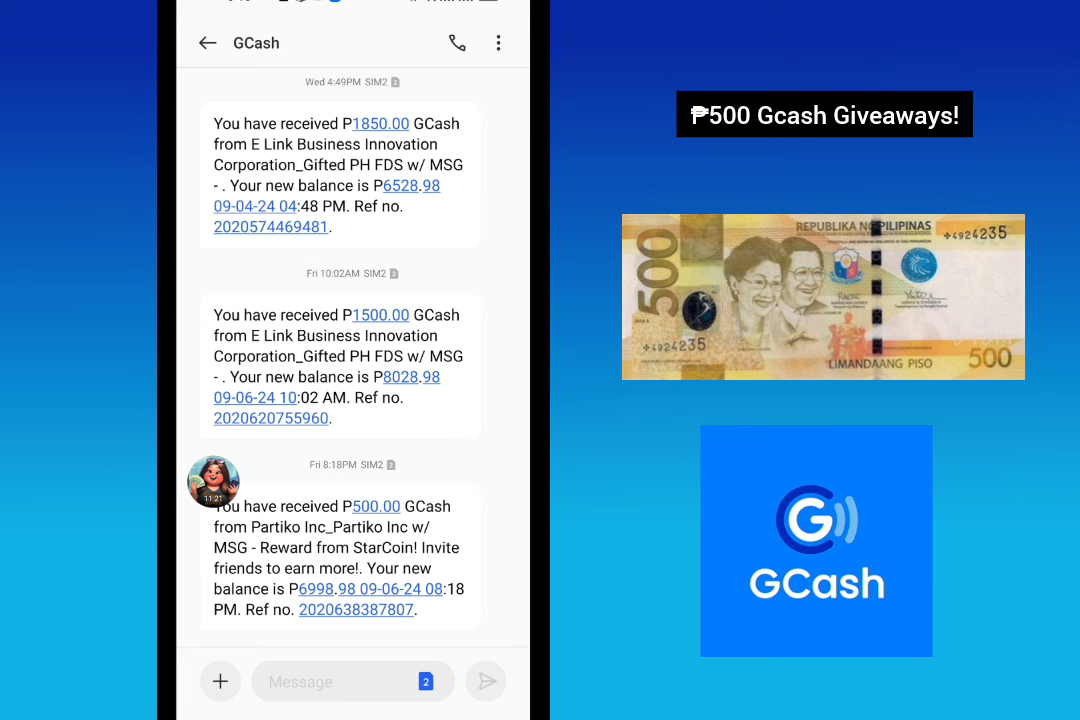 GCash
Wed 4:49PM SIM2
You have received P1850.00 GCash
from E Link Business Innovation
Corporation_Gifted PH FDS w/ MSG
- . Your new balance is P6528.98
09-04-24 04:48 PM. Ref no.
2020574469481.
Fri 10:02AM SIM2
You have received P1500.00 GCash
from E Link Business Innovation
Corporation_Gifted PH FDS w/ MSG
- . Your new balance is P8028.98
09-06-24 10:02 AM. Ref no.
2020620755960.
Fri 8:18PM SIM2
11:21
You have received P500.00 GCash
from Partiko Inc_Partiko Inc w/
MSG - Reward from StarCoin! Invite
friends to earn more!. Your new
balance is P6998.98 09-06-24 08:18
PM. Ref no. 2020638387807.
Message
2
₱500 Gcash Giveaways!
REPUBLIKA NG PILIPINAS
4924235
500
4924235
LIMANDAANG PISO
500
GCash